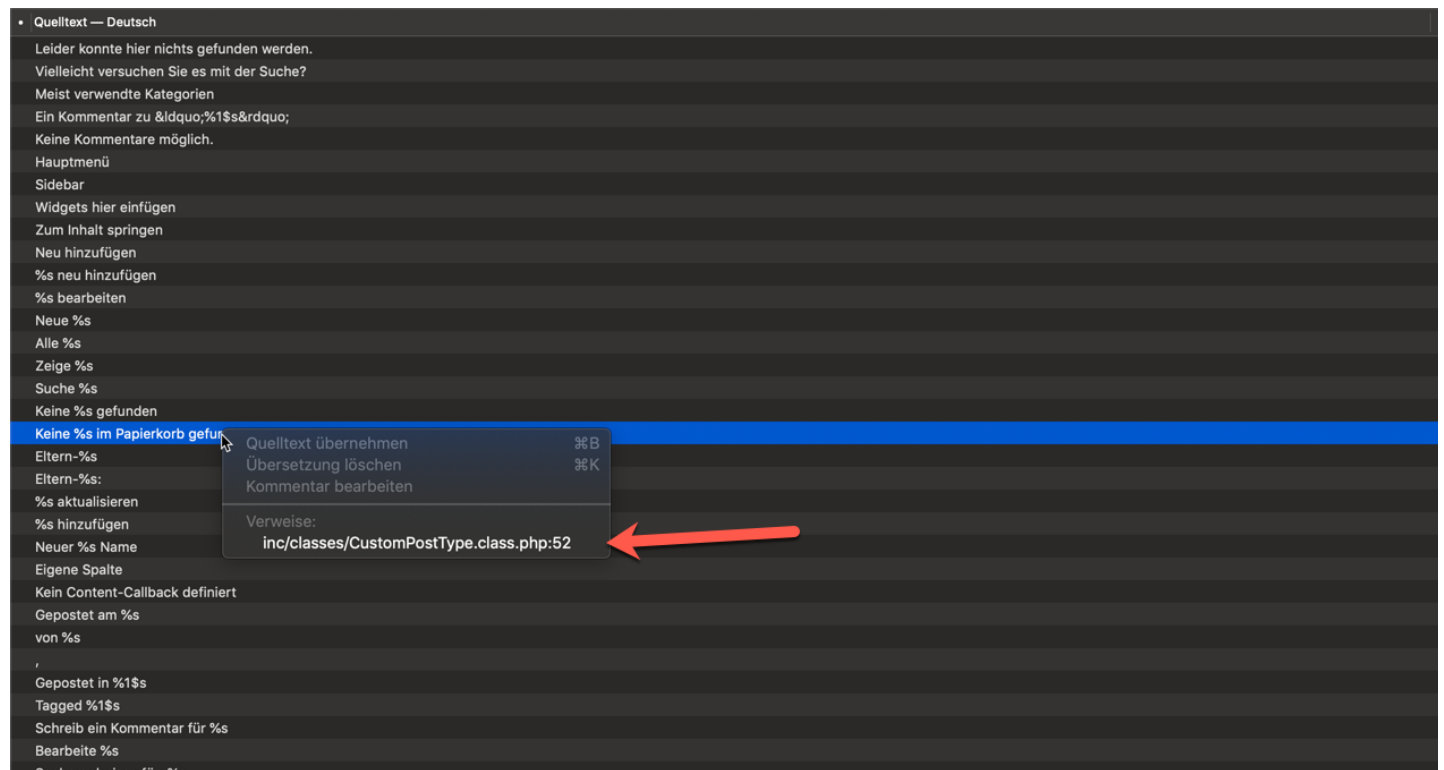 • Quelltext — Deutsch
Leider konnte hier nichts gefunden werden.
Vielleicht versuchen Sie es mit der Suche?
Meist verwendte Kategorien
Ein Kommentar zu &ldquo;%1$s&rdquo;
Keine Kommentare möglich.
Hauptmenü
Sidebar
Widgets hier einfügen
Zum Inhalt springen
Neu hinzufügen
%s neu hinzufügen
%s bearbeiten
Neue %s
Alle %s
Zeige %s
Suche %s
Keine %s gefunden
Keine %s im Papierkorb
Quelltext übernehmen ⌘B
Übersetzung löschen ⌘K
Kommentar bearbeiten
Verweise:
inc/classes/CustomPostType.class.php:52
Eltern-%s
Eltern-%s:
%s aktualisieren
%s hinzufügen
Neuer %s Name
Eigene Spalte
Kein Content-Callback definiert
Gepostet am %s
von %s
,
Gepostet in %1$s
Tagged %1$s
Schreib ein Kommentar für %s
Bearbeite %s